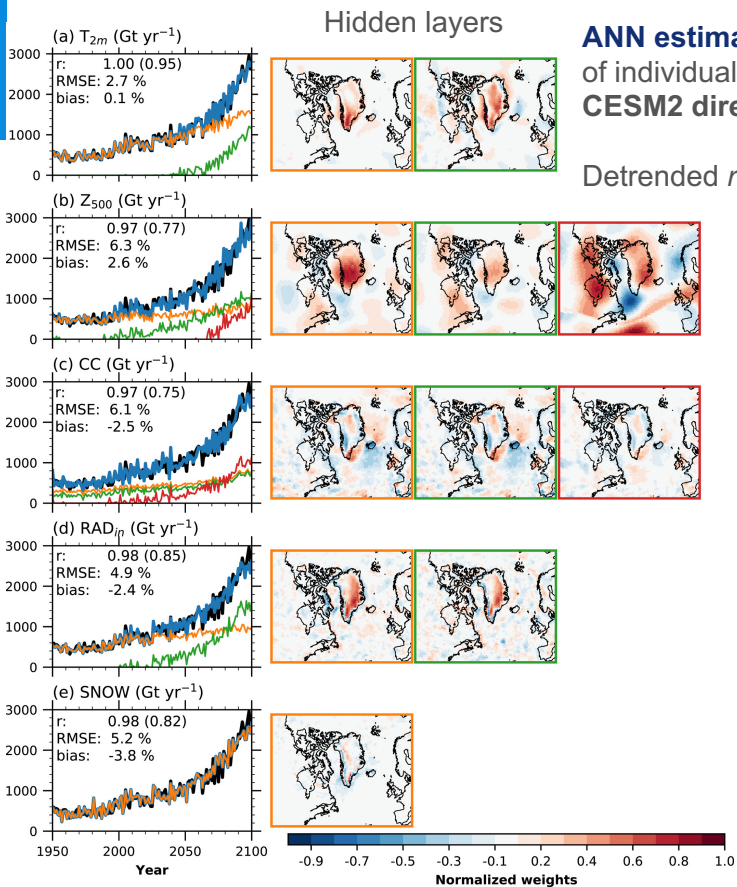 Hidden layers
ANN estima
of individual
CESM2 dire
Detrended r
(a) T2m (Gt yr−1)
r: 1.00 (0.95)
RMSE: 2.7 %
bias: 0.1 %
3000
2000
1000
0
(b) Z500 (Gt yr−1)
r: 0.97 (0.77)
RMSE: 6.3 %
bias: 2.6 %
3000
2000
1000
0
(c) CC (Gt yr−1)
r: 0.97 (0.75)
RMSE: 6.1 %
bias: -2.5 %
3000
2000
1000
0
(d) RADin (Gt yr−1)
r: 0.98 (0.85)
RMSE: 4.9 %
bias: -2.4 %
3000
2000
1000
0
(e) SNOW (Gt yr−1)
r: 0.98 (0.82)
RMSE: 5.2 %
bias: -3.8 %
3000
2000
1000
0
1950 2000 2050 2100
Year
-0.9 -0.7 -0.5 -0.3 -0.1 0.2 0.4 0.6 0.8 1.0
Normalized weights